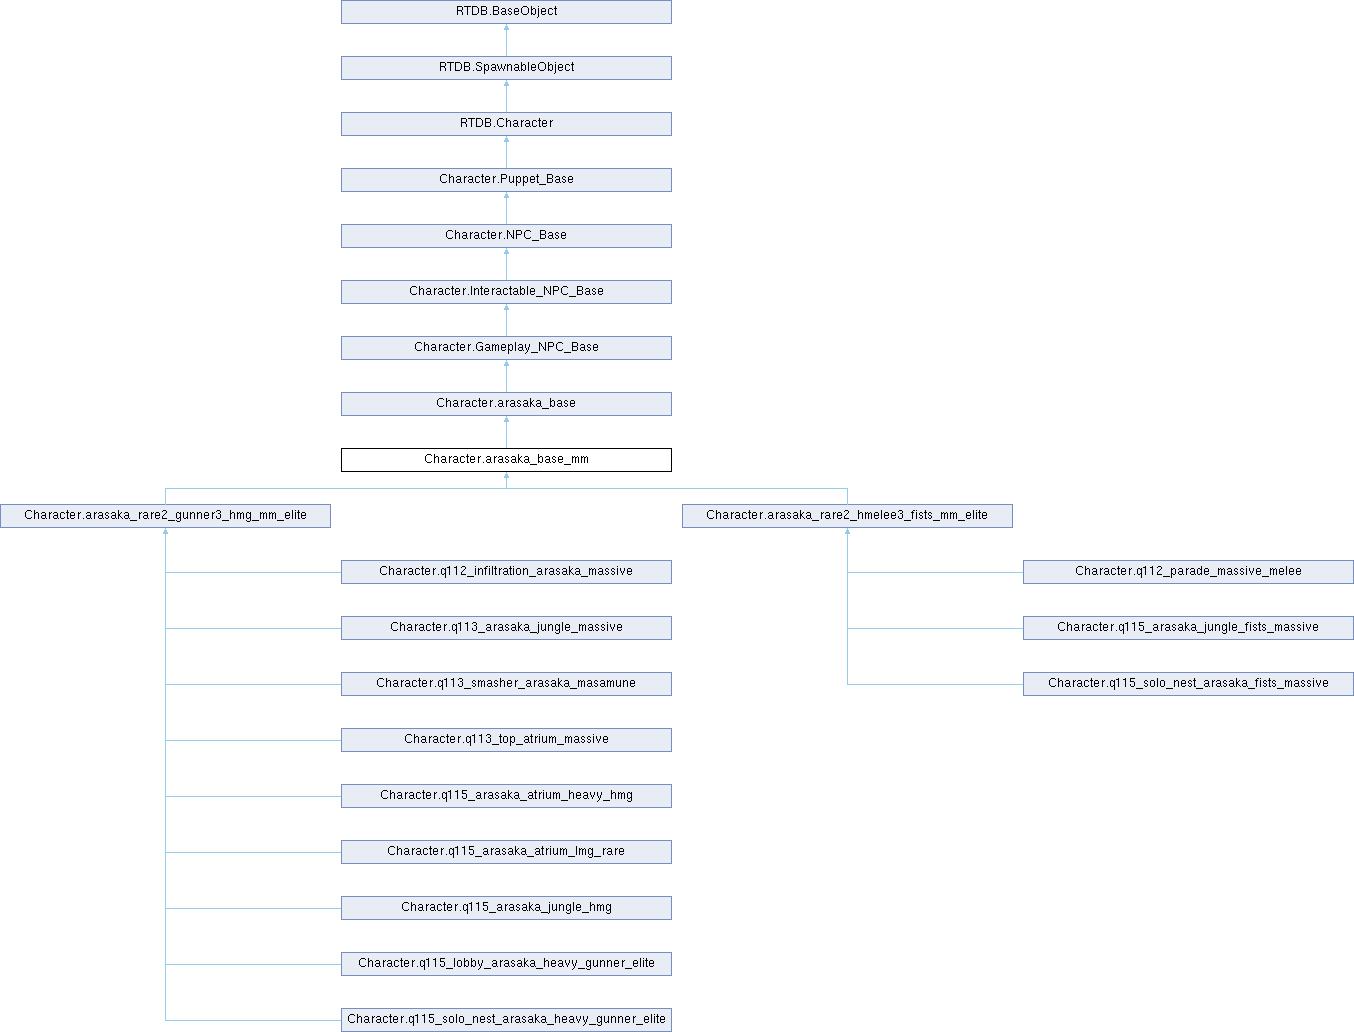 RTDB.BaseObject
RTDB.SpawnableObject
RTDB.Character
Character.Puppet_Base
Character.NPC_Base
Character.Interactable_NPC_Base
Character.Gameplay_NPC_Base
Character.arasaka_base
Character.arasaka_base_mm
Character.arasaka_rare2_gunner3_hmg_mm_elite
Character.arasaka_rare2_hmelee3_fists_mm_elite
Character.q112_infiltration_arasaka_massive
Character.q112_parade_massive_melee
Character.q113_arasaka_jungle_massive
Character.q115_arasaka_jungle_fists_massive
Character.q113_smasher_arasaka_masamune
Character.q115_solo_nest_arasaka_fists_massive
Character.q113_top_atrium_massive
Character.q115_arasaka_atrium_heavy_hmg
Character.q115_arasaka_atrium_lmg_rare
Character.q115_arasaka_jungle_hmg
Character.q115_lobby_arasaka_heavy_gunner_elite
Character.q115_solo_nest_arasaka_heavy_gunner_elite